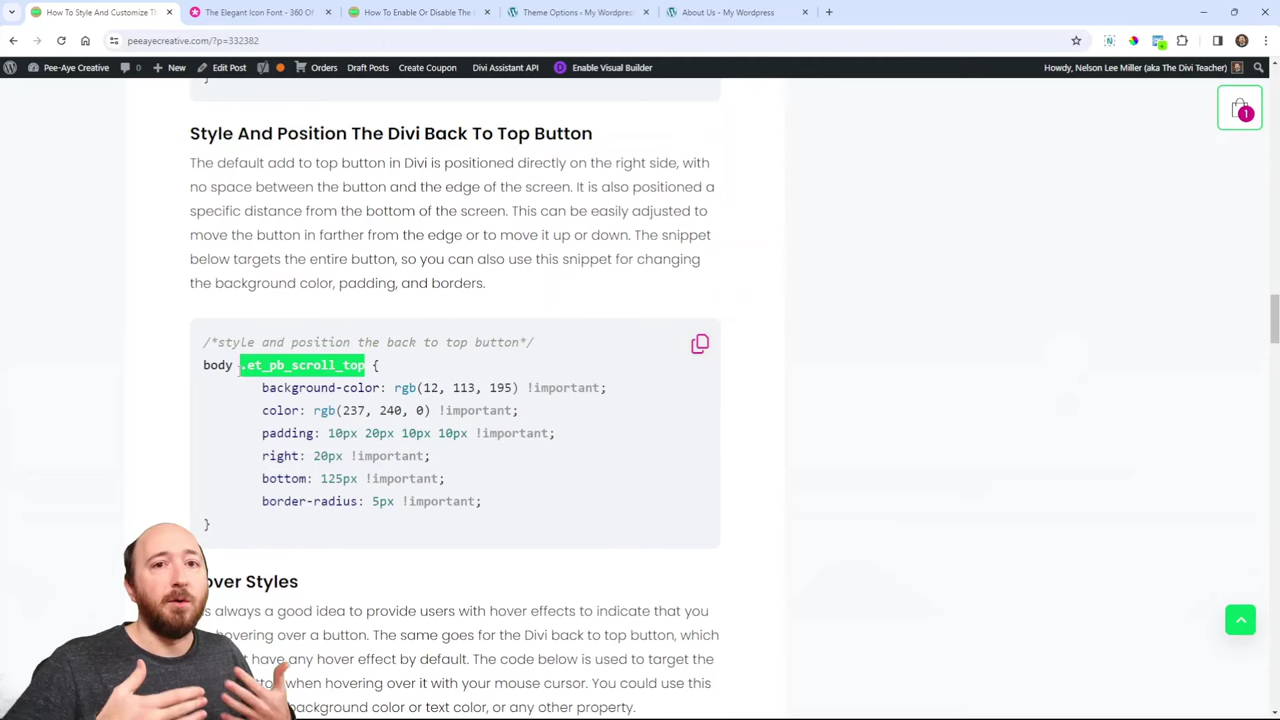 How To Style And Customize Th
The Elegant Icon Font - 360 Of
How To Enable Or Disable The
Theme Options - My Wordpress
About Us - My Wordpress
peeayecreative.com/?p=332382
Pee-Aye Creative
0
New
Edit Post
Orders
Draft Posts
Create Coupon
Divi Assistant API
Enable Visual Builder
Howdy, Nelson Lee Miller (aka The Divi Teacher)
1
}
Style And Position The Divi Back To Top Button
The default add to top button in Divi is positioned directly on the right side, with
no space between the button and the edge of the screen. It is also positioned a
specific distance from the bottom of the screen. This can be easily adjusted to
move the button in farther from the edge or to move it up or down. The snippet
below targets the entire button, so you can also use this snippet for changing
the background color, padding, and borders.
/*style and position the back to top button*/
body .et_pb_scroll_top {
background-color: rgb(12, 113, 195) !important;
color: rgb(237, 240, 0) !important;
padding: 10px 20px 10px 10px !important;
right: 20px !important;
bottom: 125px !important;
border-radius: 5px !important;
}
over Styles
s always a good idea to provide users with hover effects to indicate that you
hovering over a button. The same goes for the Divi back to top button, which
t have any hover effect by default. The code below is used to target the
when hovering over it with your mouse cursor. You could use this
background color or text color, or any other property.